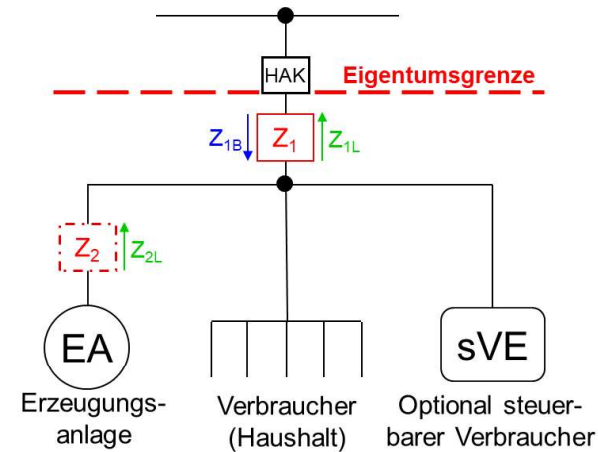 HAK
Eigentumsgrenze
Z1B
Z1
Z1L
Z2
Z2L
EA
sVE
Erzeugungs-
anlage
Verbraucher
(Haushalt)
Optional steuer-
barer Verbraucher